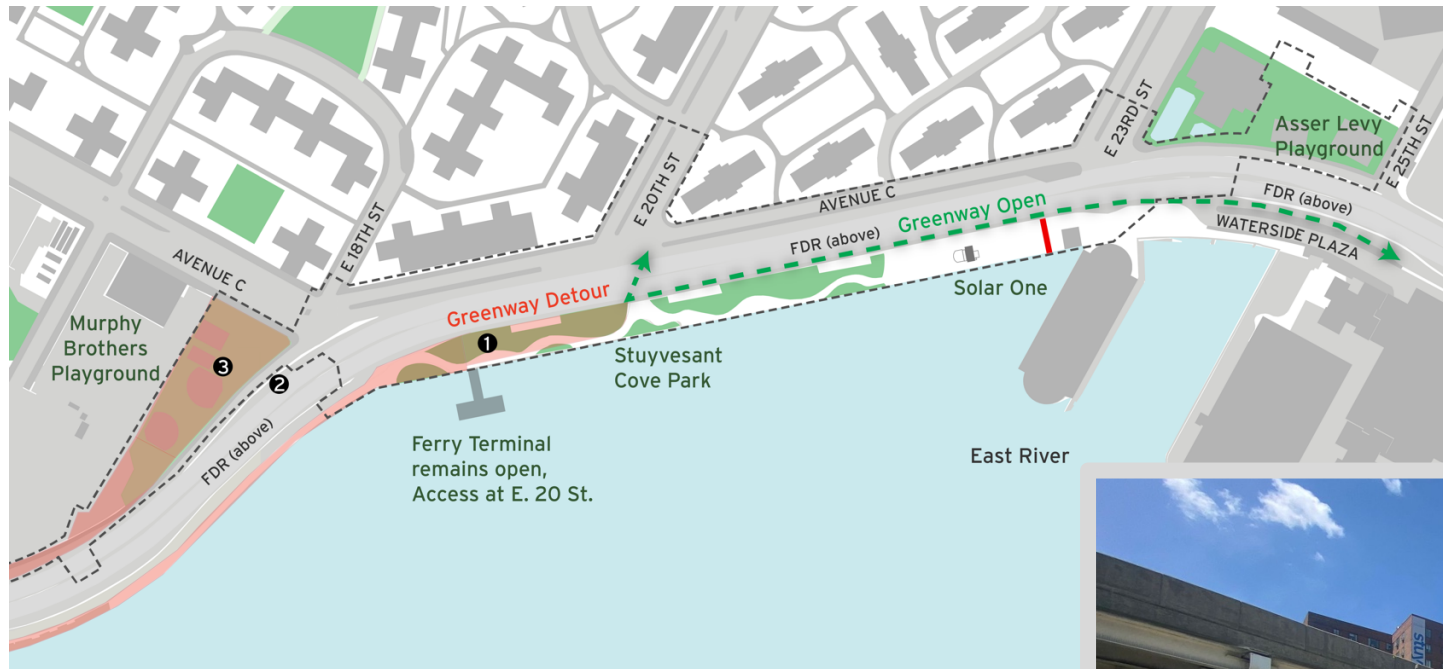 E 23RD ST
Asser Levy
Playground
E 25TH ST
FDR (above)
WATERSIDE PLAZA
E 20TH ST
AVENUE C
Greenway Open
FDR (above)
Solar One
E 18TH ST
AVENUE C
Greenway Detour
Murphy
Brothers
Playground
3
2
1
FDR (above)
Stuyvesant
Cove Park
Ferry Terminal
remains open,
Access at E. 20 St.
East River